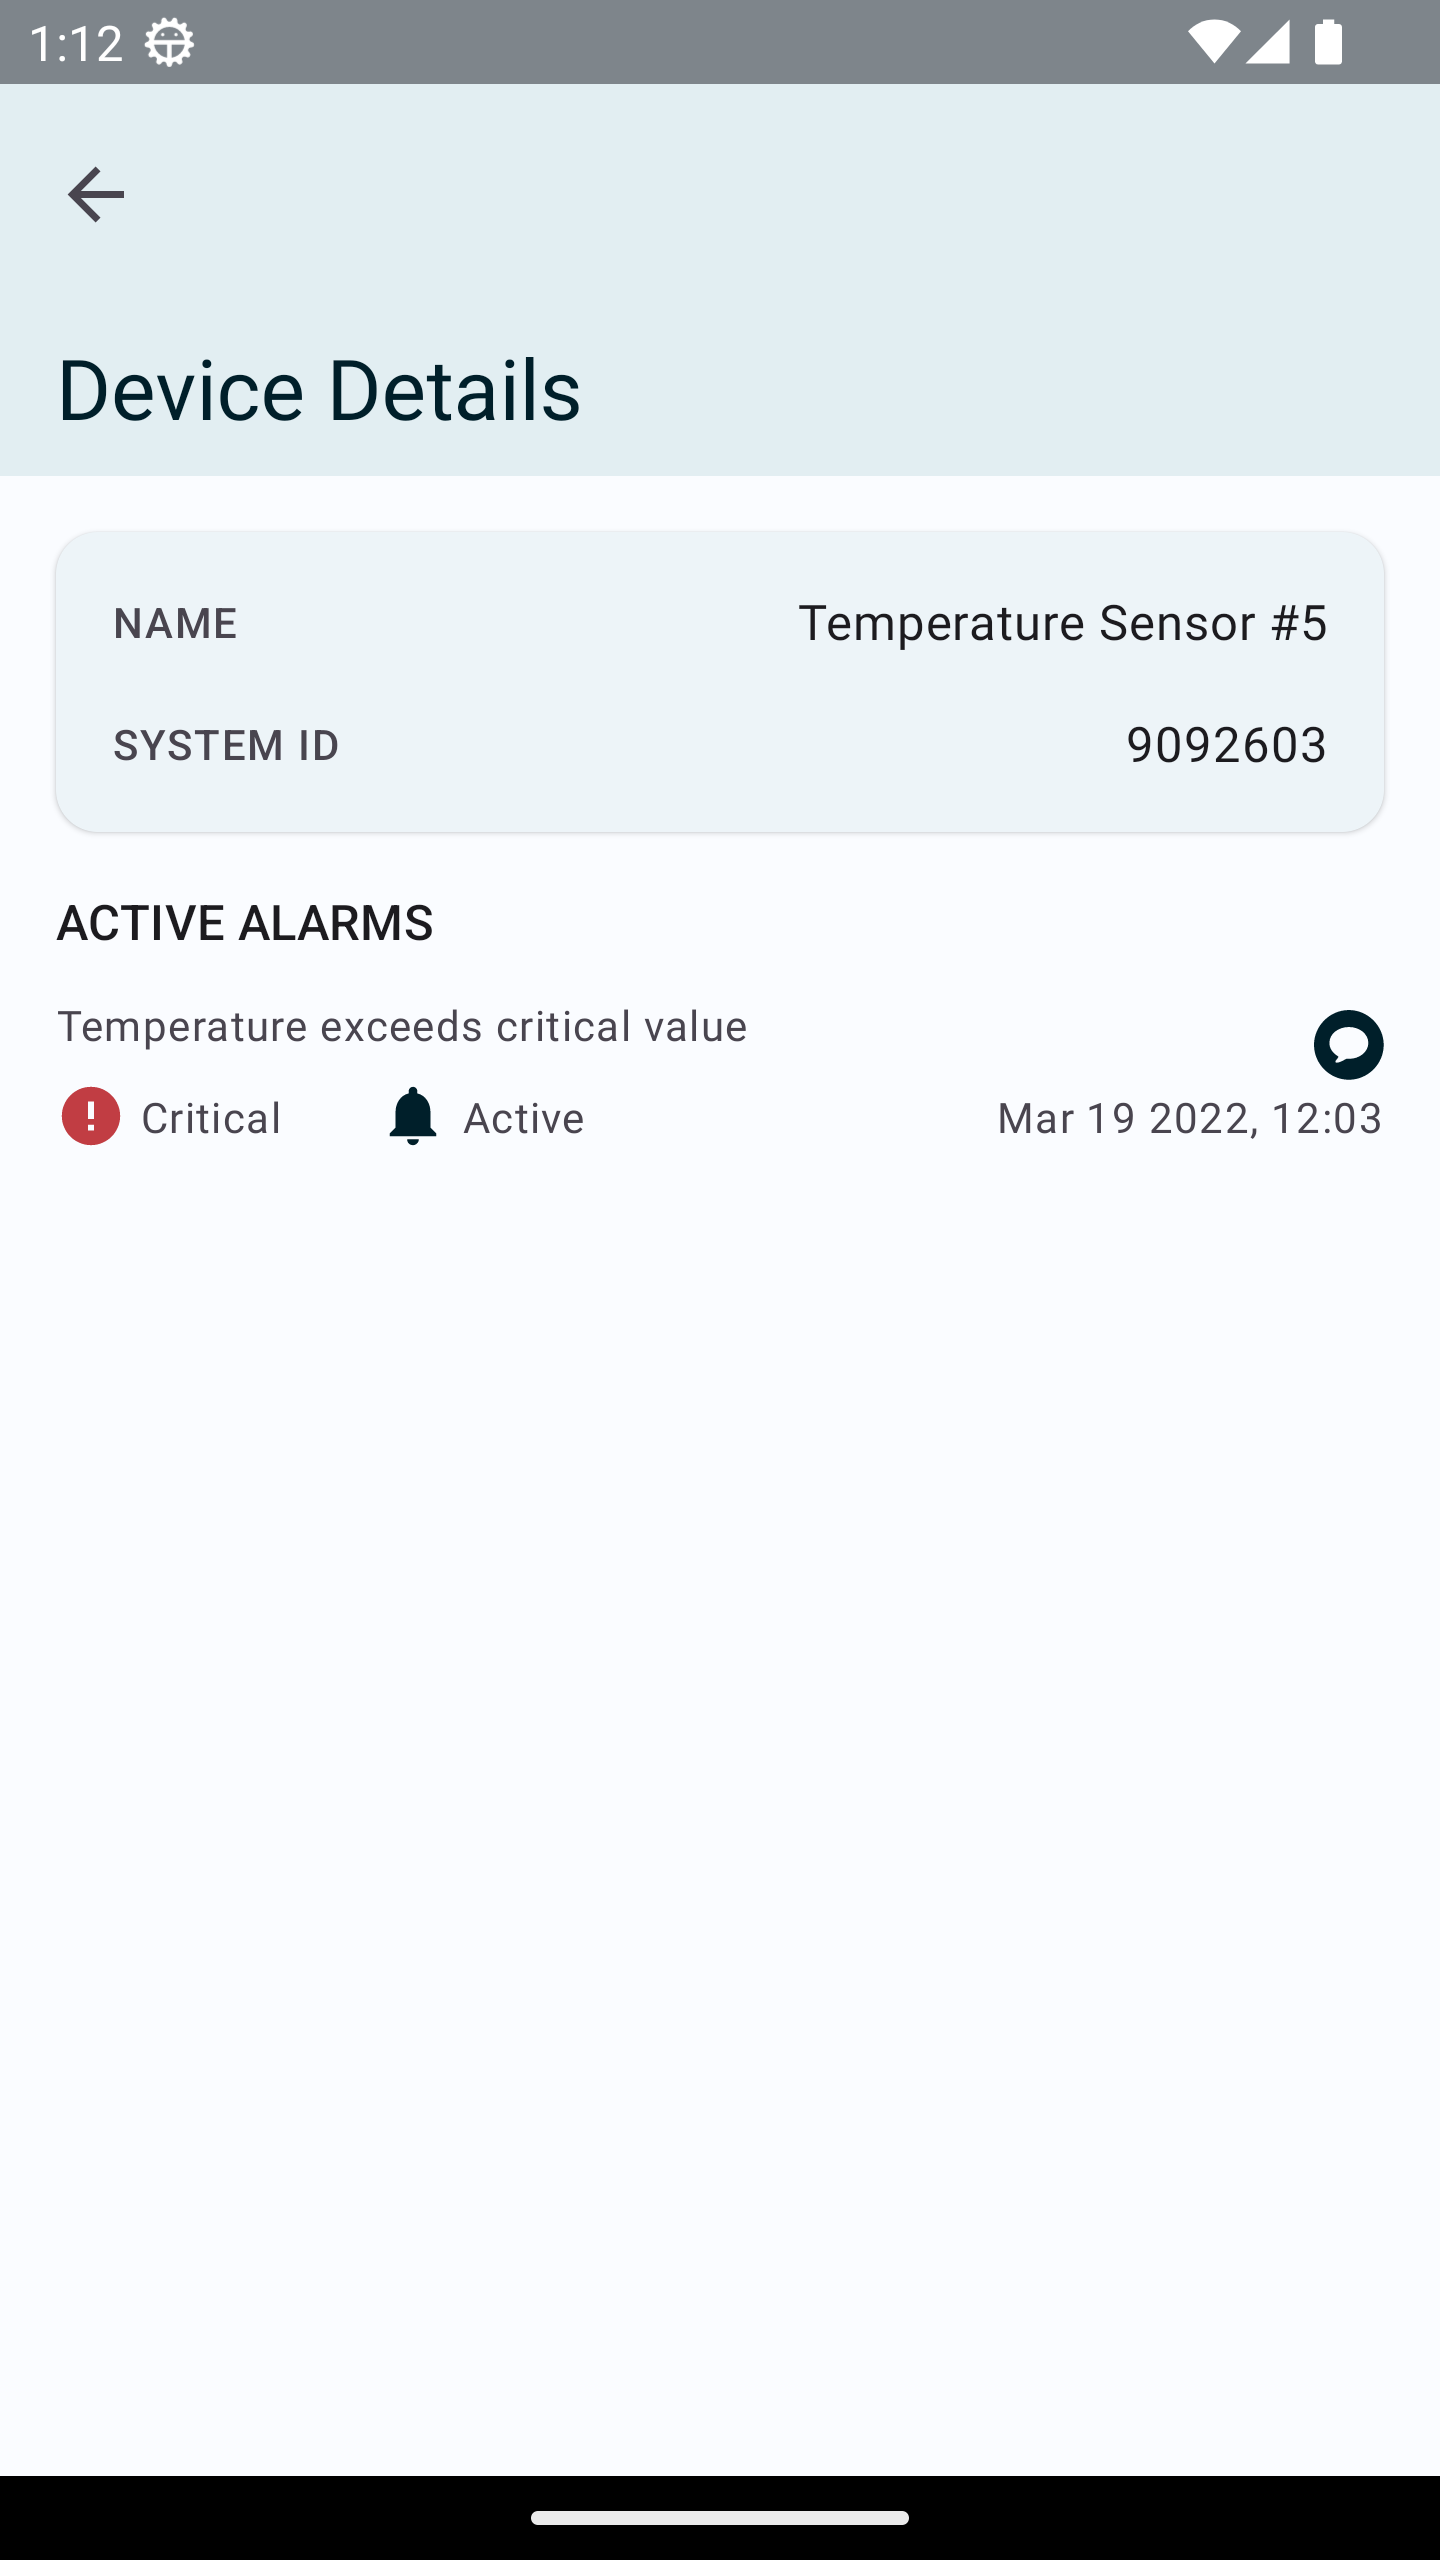 1:12
Device Details
NAME Temperature Sensor #5
SYSTEM ID 9092603
ACTIVE ALARMS
Temperature exceeds critical value
Critical Active Mar 19 2022, 12:03